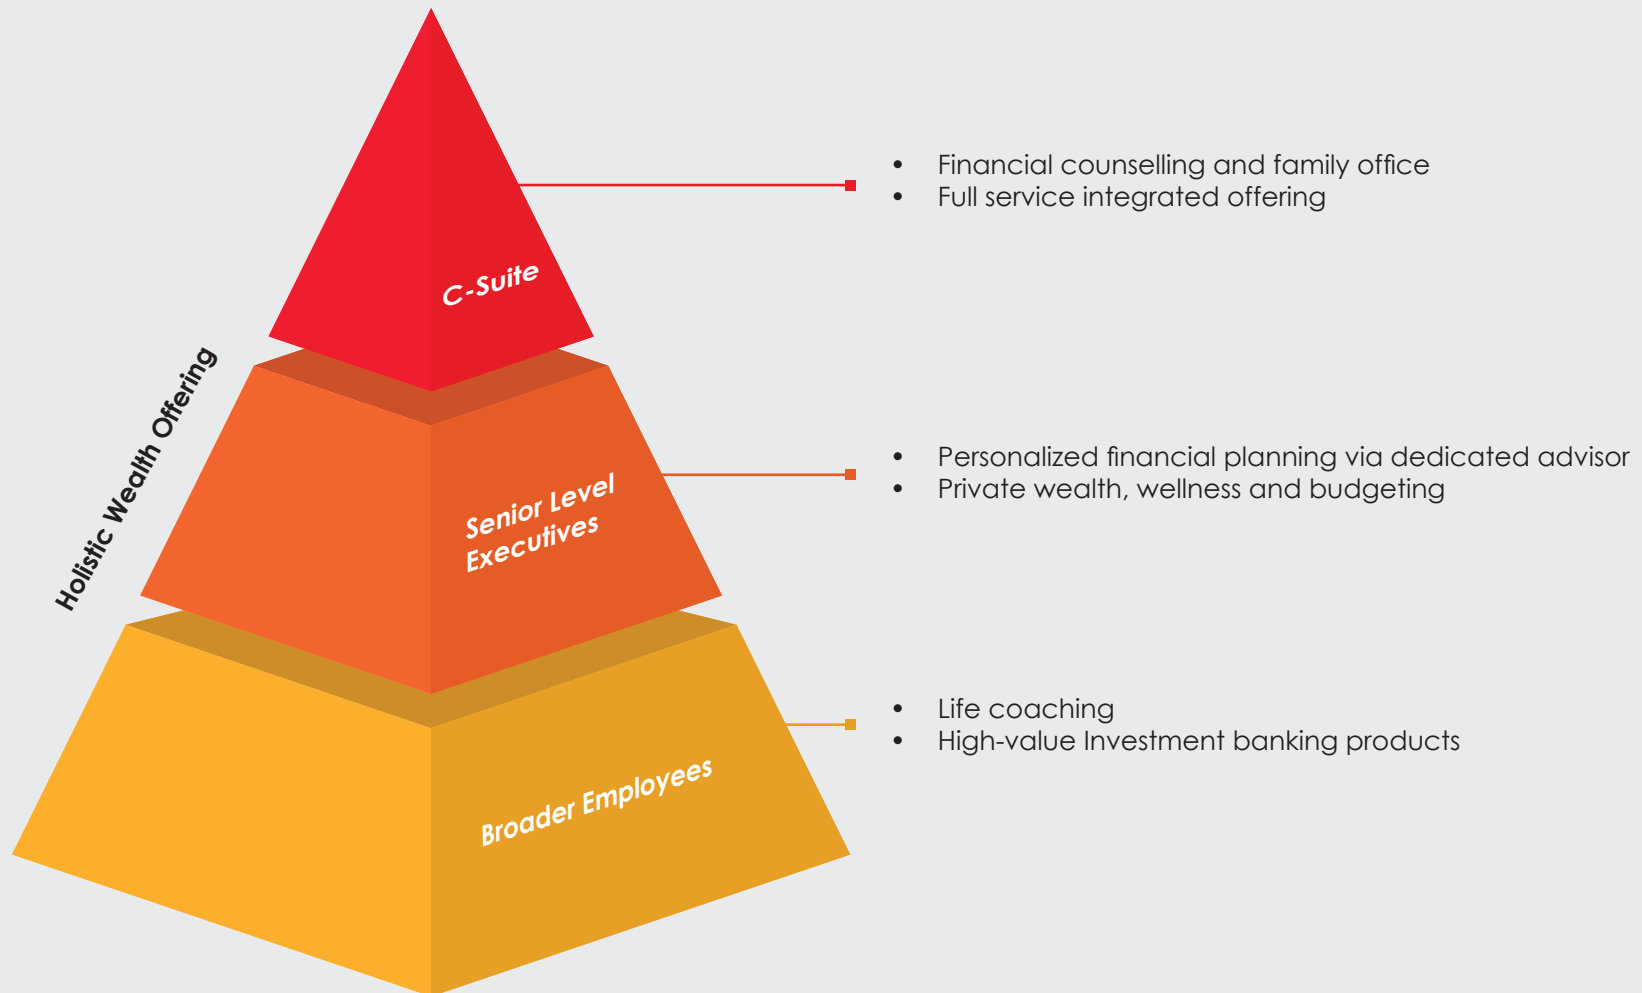 C-Suite
• Financial counselling and family office
• Full service integrated offering
Holistic Wealth Offering
Senior Level
Executives
• Personalized financial planning via dedicated advisor
• Private wealth, wellness and budgeting
Broader Employees
• Life coaching
• High-value Investment banking products